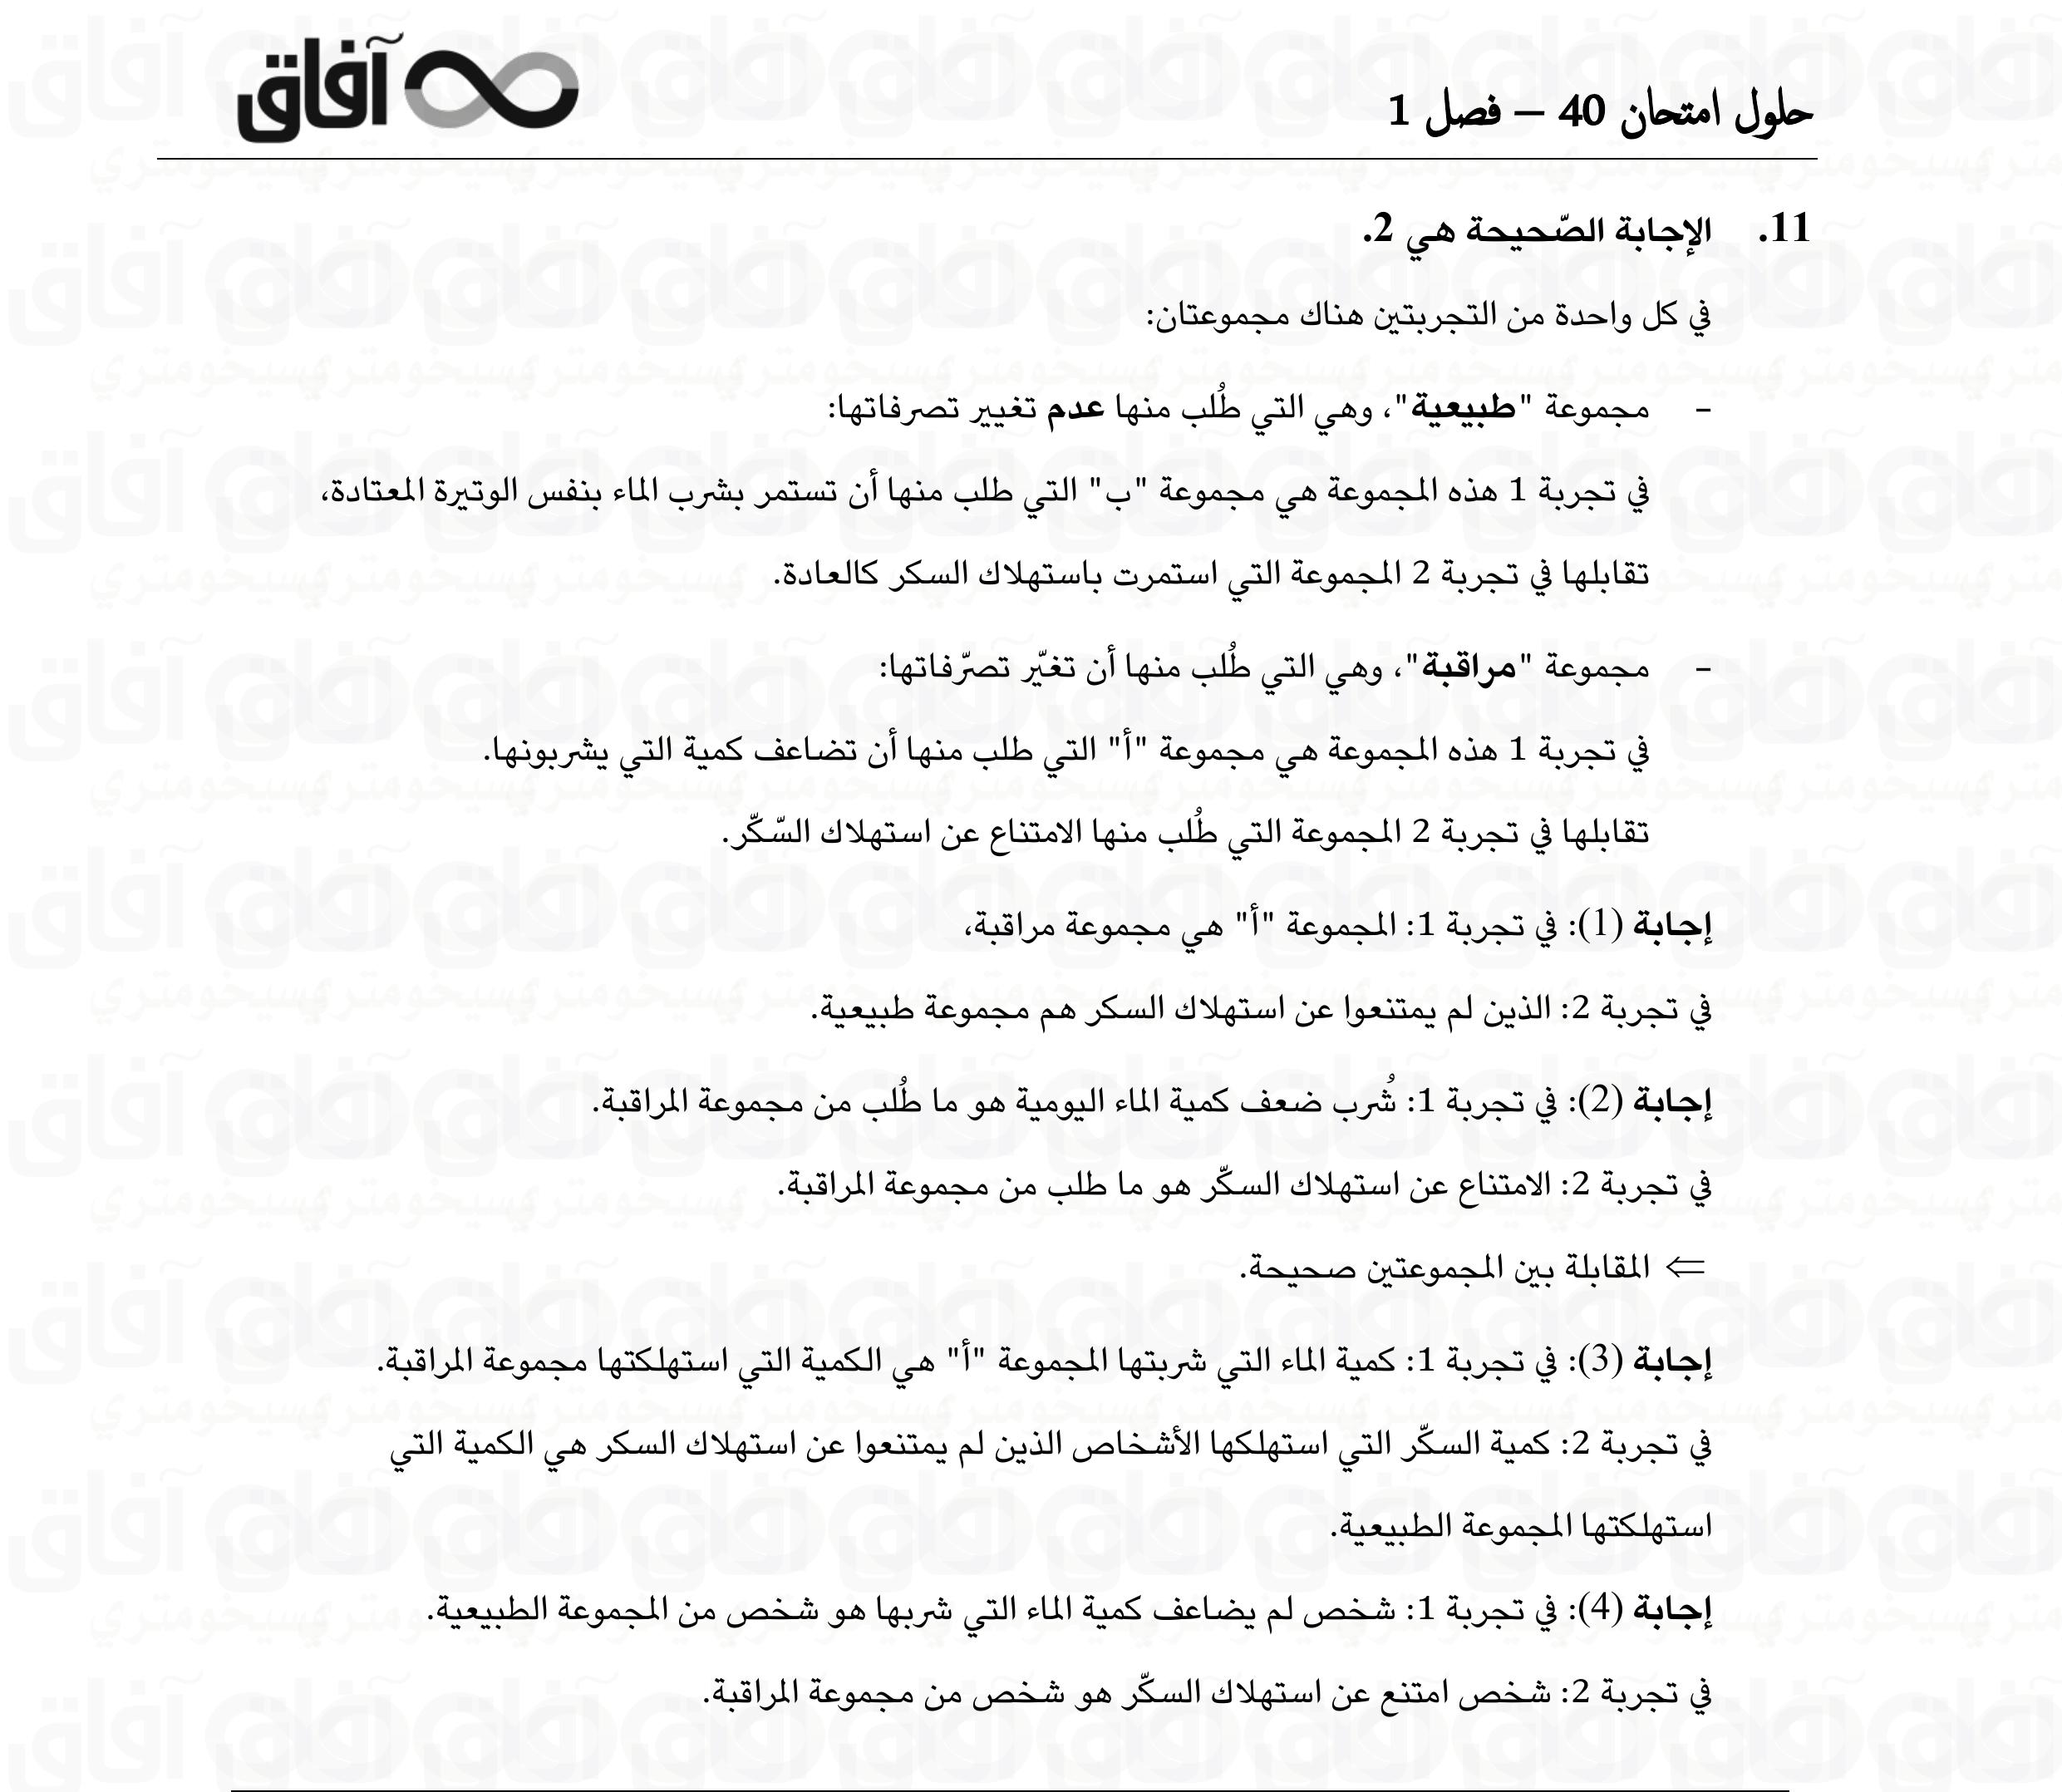 آفاق
حلول امتحان 40 – فصل 1
11. الإجابة الصّحيحة هي 2.
في كل واحدة من التجربتين هناك مجموعتان:
- مجموعة "طبيعية"، وهي التي طُلب منها عدم تغيير تصرفاتها:
في تجربة 1 هذه المجموعة هي مجموعة "ب" التي طلب منها أن تستمر بشرب الماء بنفس الوتيرة المعتادة،
تقابلها في تجربة 2 المجموعة التي استمرت باستهلاك السكر كالعادة.
- مجموعة "مراقبة"، وهي التي طُلب منها أن تغيّر تصرّفاتها:
في تجربة 1 هذه المجموعة هي مجموعة "أ" التي طلب منها أن تضاعف كمية التي يشربونها.
تقابلها في تجربة 2 المجموعة التي طُلب منها الامتناع عن استهلاك السّكّر.
إجابة (1): في تجربة 1: المجموعة "أ" هي مجموعة مراقبة،
في تجربة 2: الذين لم يمتنعوا عن استهلاك السكر هم مجموعة طبيعية.
إجابة (2): في تجربة 1: شُرب ضعف كمية الماء اليومية هو ما طُلب من مجموعة المراقبة.
في تجربة 2: الامتناع عن استهلاك السكّر هو ما طلب من مجموعة المراقبة.
⇐ المقابلة بين المجموعتين صحيحة.
إجابة (3): في تجربة 1: كمية الماء التي شربتها المجموعة "أ" هي الكمية التي استهلكتها مجموعة المراقبة.
في تجربة 2: كمية السكّر التي استهلكها الأشخاص الذين لم يمتنعوا عن استهلاك السكر هي الكمية التي
استهلكتها المجموعة الطبيعية.
إجابة (4): في تجربة 1: شخص لم يضاعف كمية الماء التي شربها هو شخص من المجموعة الطبيعية.
في تجربة 2: شخص امتنع عن استهلاك السكّر هو شخص من مجموعة المراقبة.